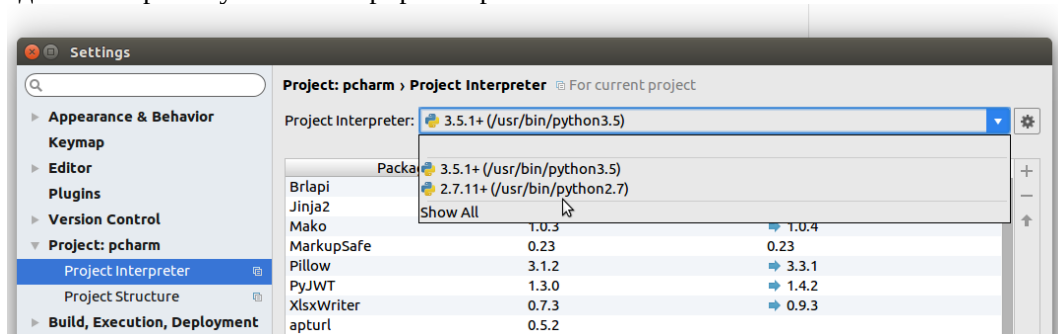 Settings
Project: pcharm › Project Interpreter For current project
Appearance & Behavior
Project Interpreter: 3.5.1+ (/usr/bin/python3.5)
Keymap
Editor
3.5.1+ (/usr/bin/python3.5)
Plugins
2.7.11+ (/usr/bin/python2.7)
Version Control
Show All
Project: pcharm
Project Interpreter
Project Structure
Build, Execution, Deployment
Brlapi
Jinja2
Mako 1.0.3 1.0.4
MarkupSafe 0.23 0.23
Pillow 3.1.2 3.3.1
PyJWT 1.3.0 1.4.2
XlsxWriter 0.7.3 0.9.3
apturl 0.5.2